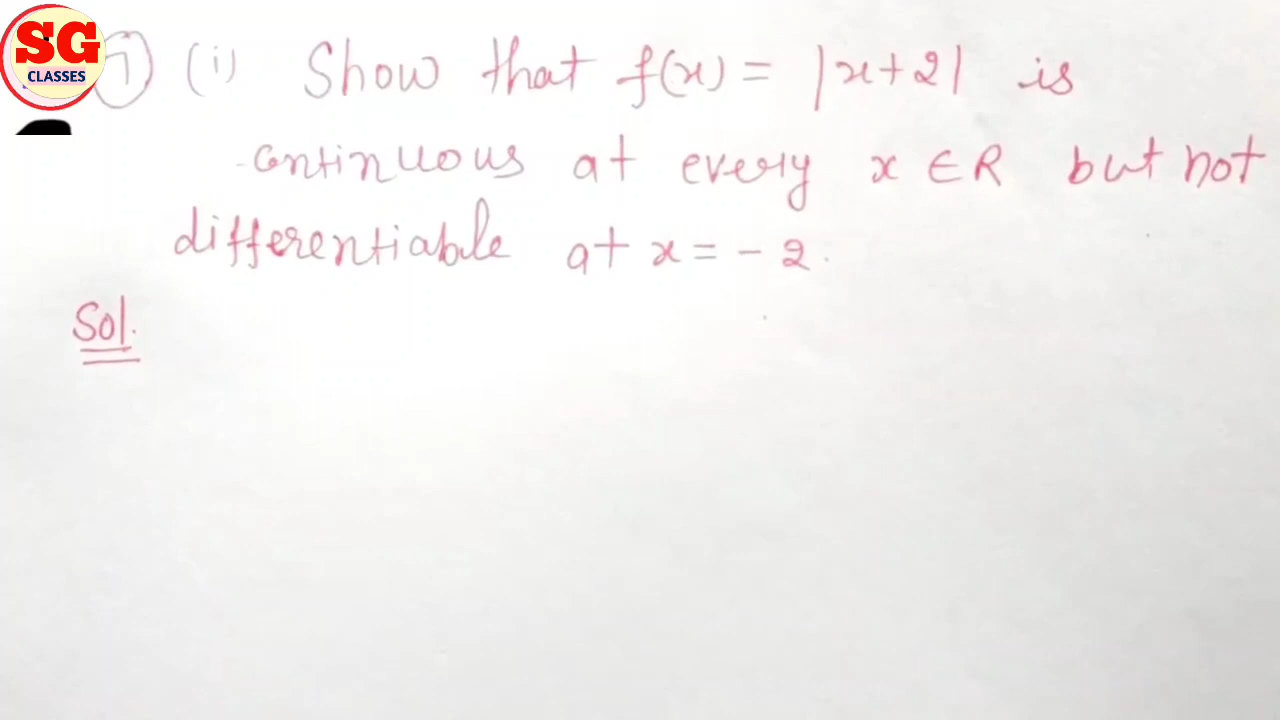 SG
CLASSES
7 (i) Show that f(x) = |x+2| is
continuous at every x ∈ R but not
differentiable at x = - 2.
Sol.